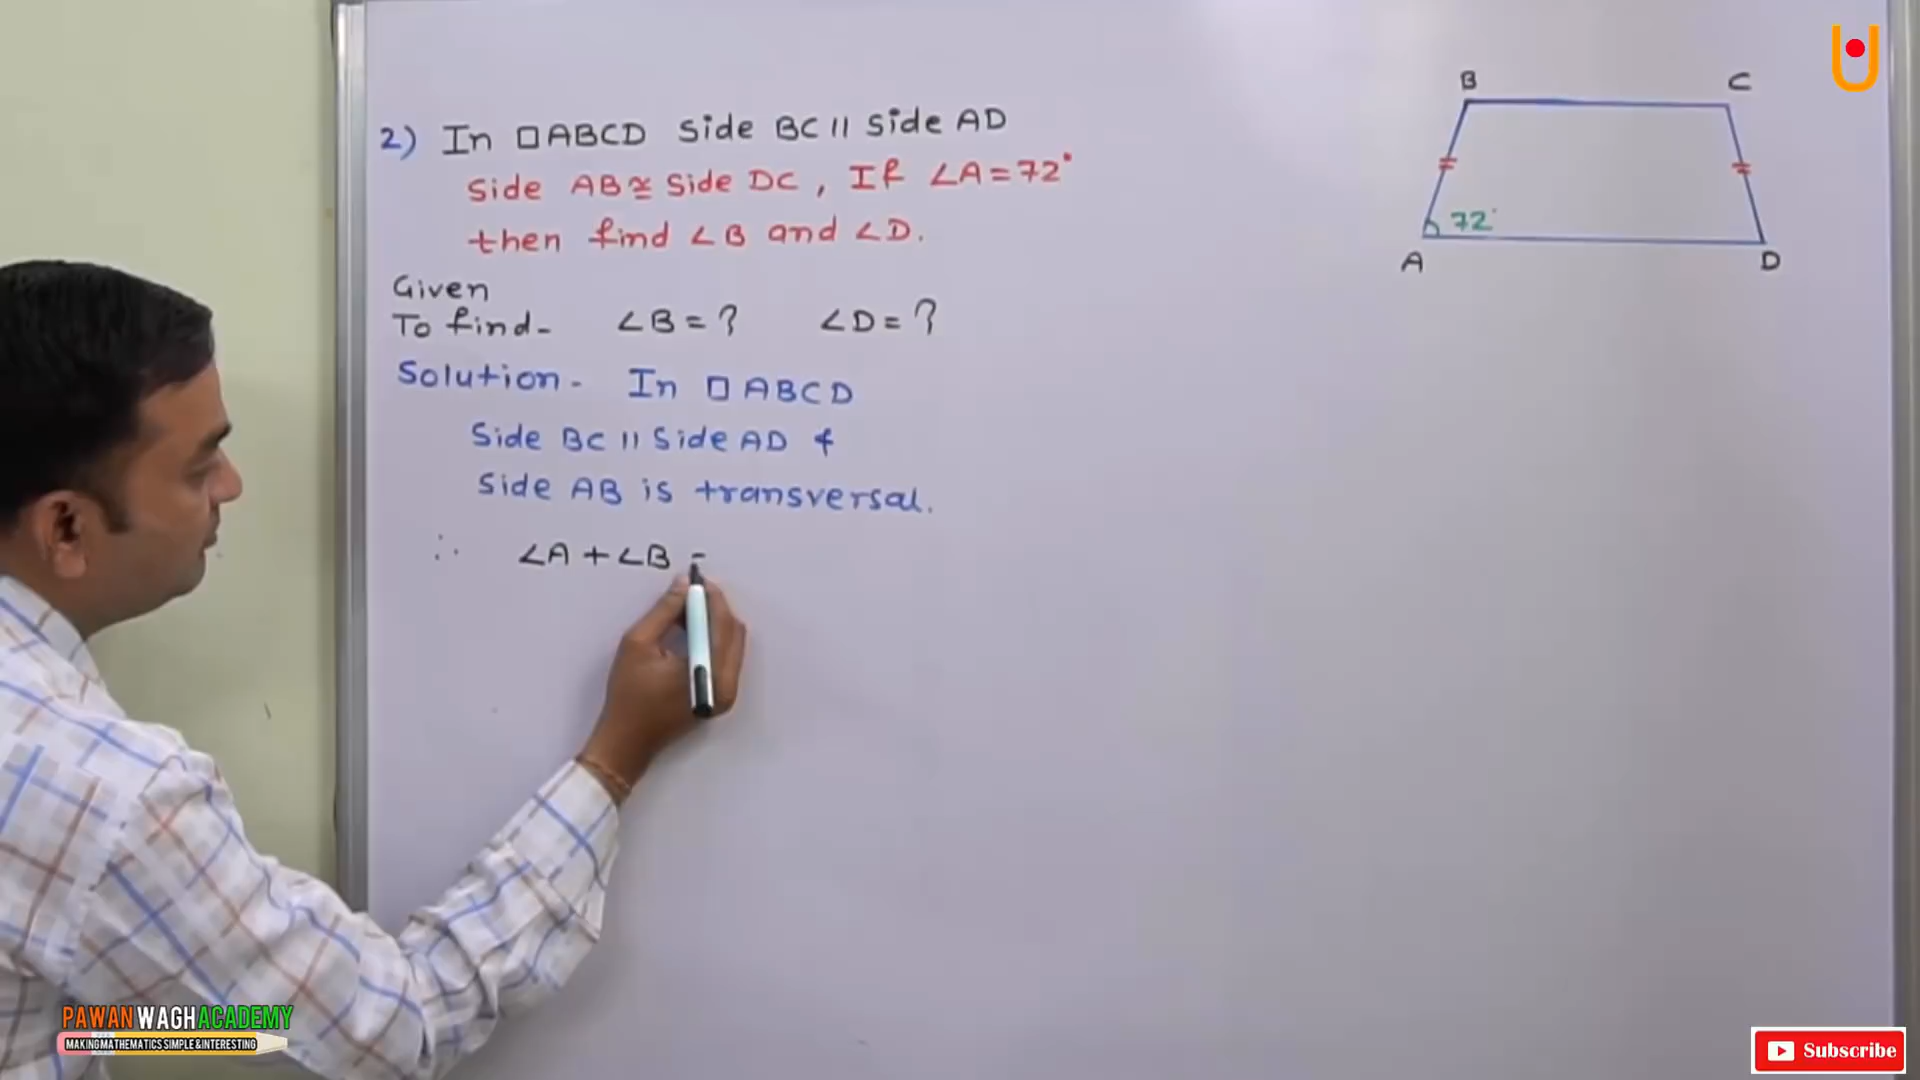 2) In □ABCD Side BC || Side AD
Side AB ≅ Side DC, If ∠A = 72°
then find ∠B and ∠D.
Given
To find- ∠B = ? ∠D = ?
Solution- In □ABCD
Side BC || Side AD &
Side AB is transversal.
∴ ∠A + ∠B =
B C
72°
A D
PAWAN WAGH ACADEMY
MAKING MATHEMATICS SIMPLE & INTERESTING
Subscribe